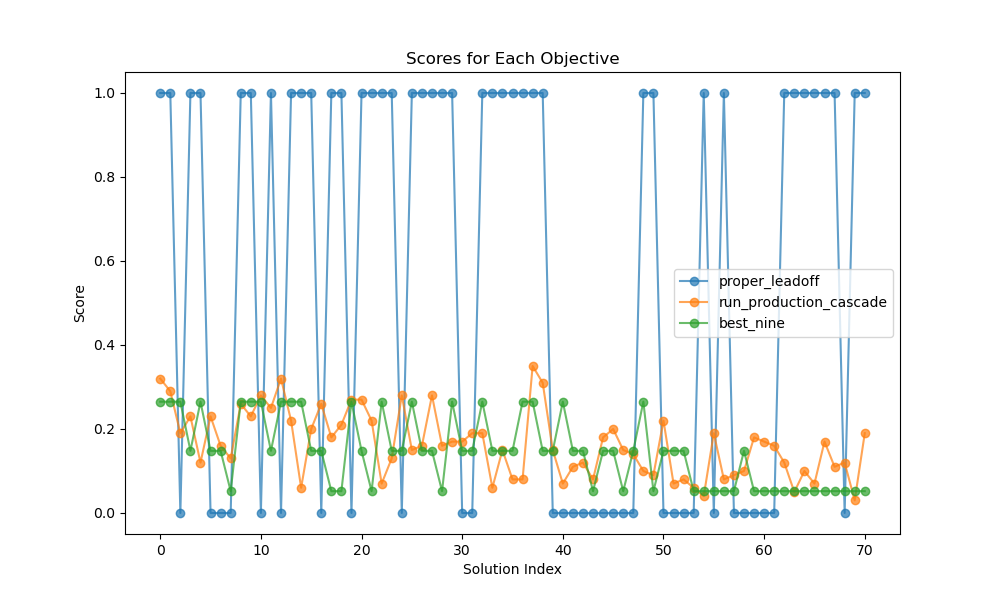 Scores for Each Objective
1.0
0.8
0.6
0.4
0.2
0.0
Score
proper_leadoff
run_production_cascade
best_nine
0 10 20 30 40 50 60 70
Solution Index